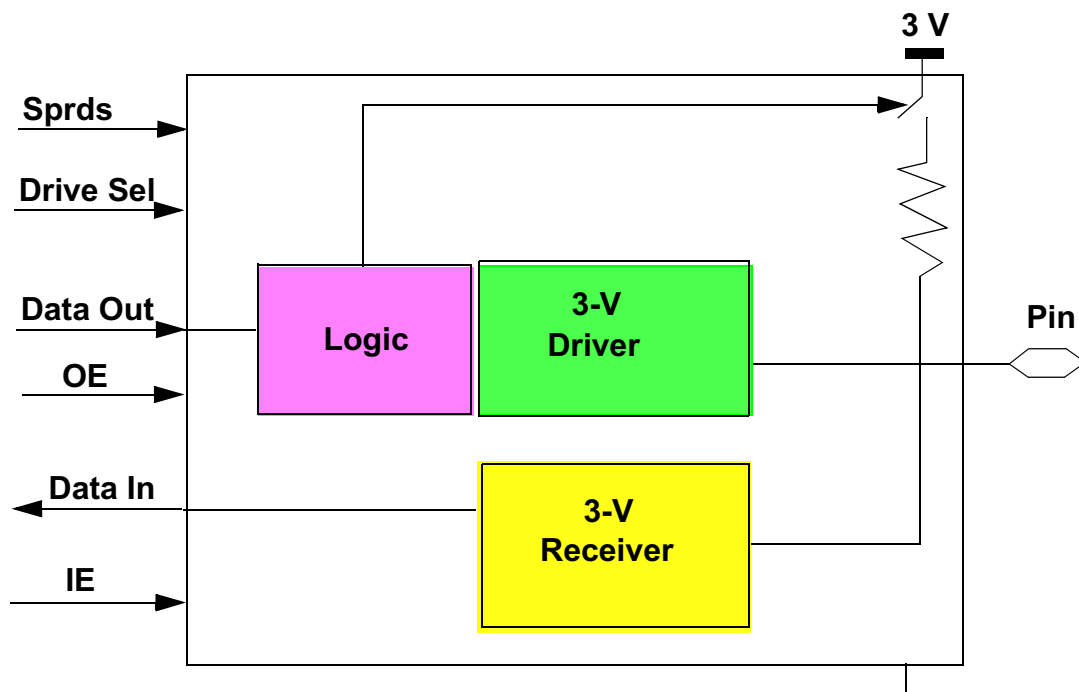 3 V
Sprds
Drive Sel
Data Out
OE
Logic
3-V
Driver
Pin
Data In
IE
3-V
Receiver